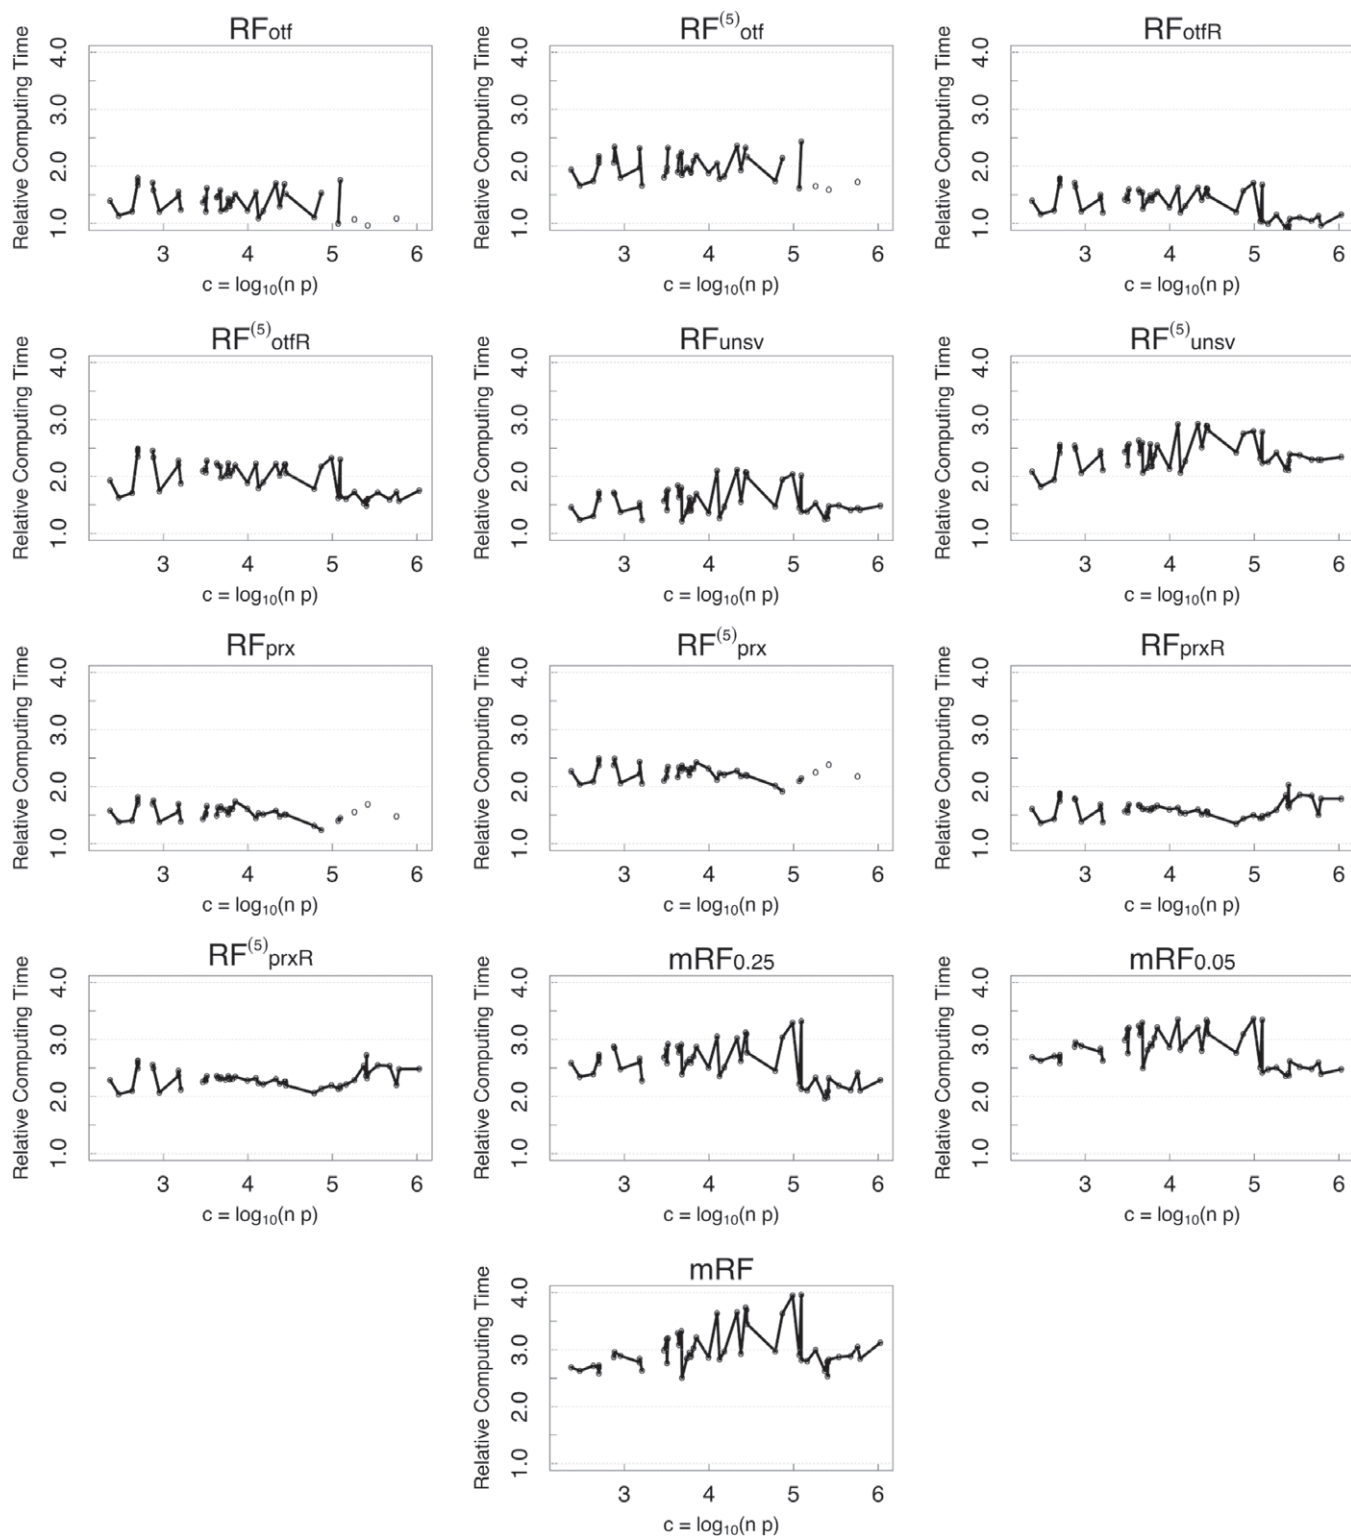 RFotf
RF(5)otf
RFotfR
Relative Computing Time
1.0 2.0 3.0 4.0
3 4 5 6
c = log10(n p)
Relative Computing Time
1.0 2.0 3.0 4.0
3 4 5 6
c = log10(n p)
Relative Computing Time
1.0 2.0 3.0 4.0
3 4 5 6
c = log10(n p)
RF(5)otfR
RFunsv
RF(5)unsv
Relative Computing Time
1.0 2.0 3.0 4.0
3 4 5 6
c = log10(n p)
Relative Computing Time
1.0 2.0 3.0 4.0
3 4 5 6
c = log10(n p)
Relative Computing Time
1.0 2.0 3.0 4.0
3 4 5 6
c = log10(n p)
RFprx
RF(5)prx
RFprxR
Relative Computing Time
1.0 2.0 3.0 4.0
3 4 5 6
c = log10(n p)
Relative Computing Time
1.0 2.0 3.0 4.0
3 4 5 6
c = log10(n p)
Relative Computing Time
1.0 2.0 3.0 4.0
3 4 5 6
c = log10(n p)
RF(5)prxR
mRF0.25
mRF0.05
Relative Computing Time
1.0 2.0 3.0 4.0
3 4 5 6
c = log10(n p)
Relative Computing Time
1.0 2.0 3.0 4.0
3 4 5 6
c = log10(n p)
Relative Computing Time
1.0 2.0 3.0 4.0
3 4 5 6
c = log10(n p)
mRF
Relative Computing Time
1.0 2.0 3.0 4.0
3 4 5 6
c = log10(n p)